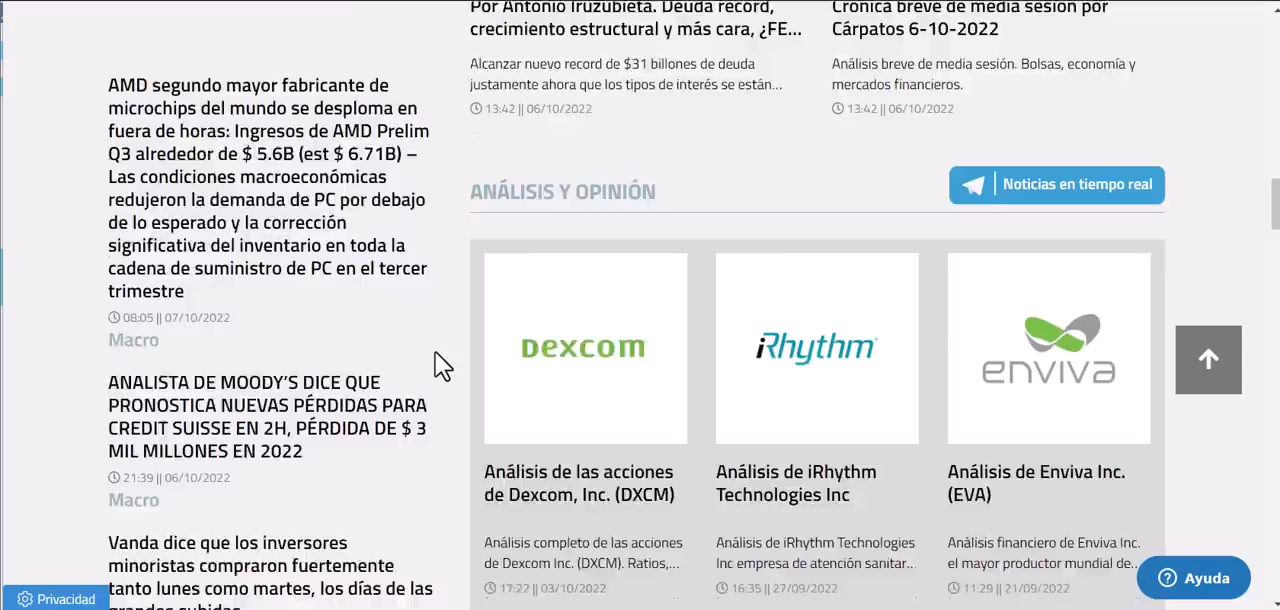 AMD segundo mayor fabricante de
microchips del mundo se desploma en
fuera de horas: Ingresos de AMD Prelim
Q3 alrededor de $ 5.6B (est $ 6.71B) –
Las condiciones macroeconómicas
redujeron la demanda de PC por debajo
de lo esperado y la corrección
significativa del inventario en toda la
cadena de suministro de PC en el tercer
trimestre
08:05 || 07/10/2022
Macro
ANALISTA DE MOODY'S DICE QUE
PRONOSTICA NUEVAS PÉRDIDAS PARA
CREDIT SUISSE EN 2H, PÉRDIDA DE $ 3
MIL MILLONES EN 2022
21:39 || 06/10/2022
Macro
Vanda dice que los inversores
minoristas compraron fuertemente
tanto lunes como martes, los días de las
grandes subidas
Privacidad
Por Antonio Iruzubieta. Deuda récord,
crecimiento estructural y más cara, ¿FE...
Alcanzar nuevo record de $31 billones de deuda
justamente ahora que los tipos de interés se están...
13:42 || 06/10/2022
Crónica breve de media sesión por
Cárpatos 6-10-2022
Análisis breve de media sesión. Bolsas, economía y
mercados financieros.
13:42 || 06/10/2022
ANÁLISIS Y OPINIÓN
Noticias en tiempo real
Dexcom
Análisis de las acciones
de Dexcom, Inc. (DXCM)
Análisis completo de las acciones
de Dexcom Inc. (DXCM). Ratios,...
17:22 || 03/10/2022
iRhythm
Análisis de iRhythm
Technologies Inc
Análisis de iRhythm Technologies
Inc empresa de atención sanitar...
16:35 || 27/09/2022
enviva
Análisis de Enviva Inc.
(EVA)
Análisis financiero de Enviva Inc.
el mayor productor mundial de...
11:29 || 21/09/2022
Ayuda